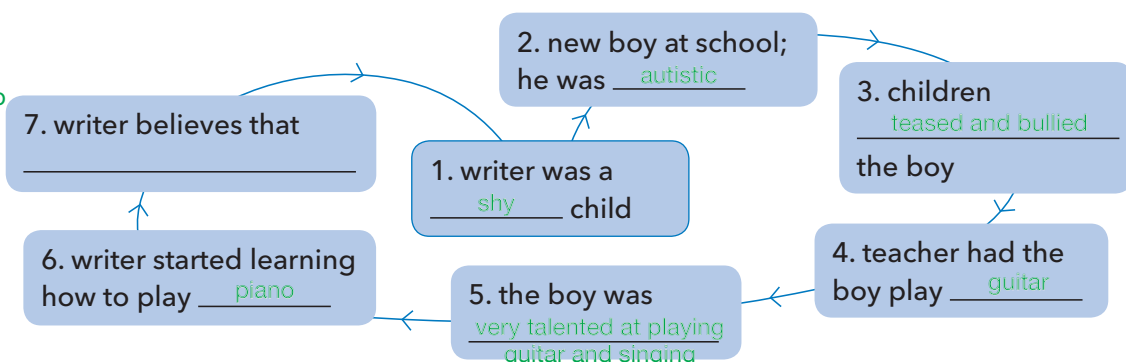 1. writer was a
shy child
2. new boy at school;
he was autistic
3. children
teased and bullied
the boy
4. teacher had the
boy play guitar
5. the boy was
very talented at playing
guitar and singing
6. writer started learning
how to play piano
7. writer believes that